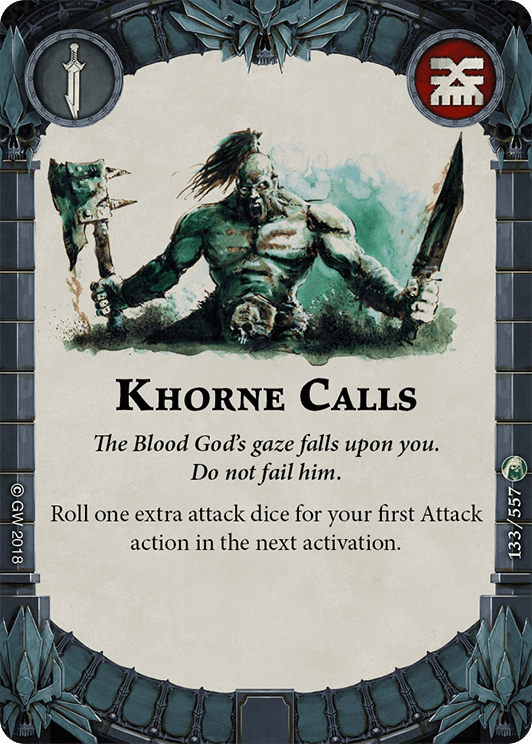 Khorne Calls
The Blood God's gaze falls upon you.
Do not fail him.
Roll one extra attack dice for your first Attack
action in the next activation.
© GW 2018
133/557